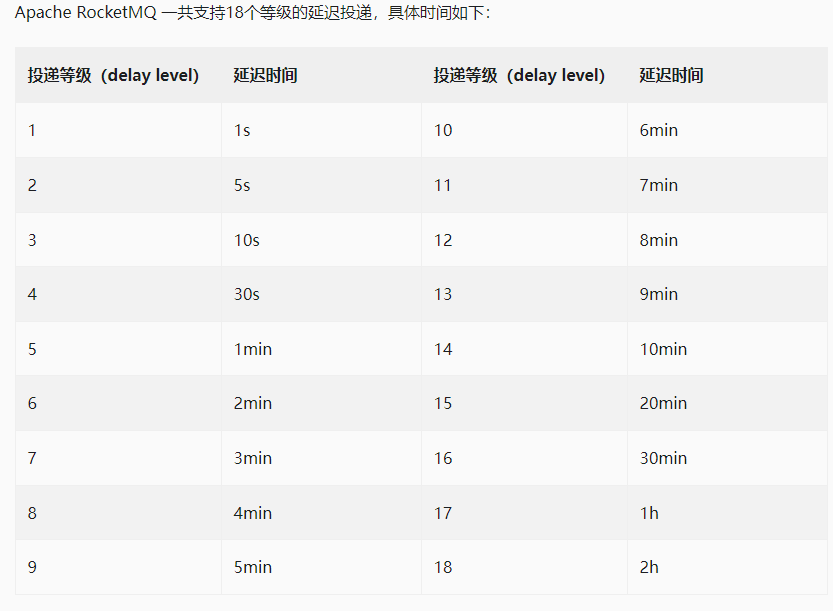 Apache RocketMQ 一共支持18个等级的延迟投递，具体时间如下：
投递等级（delay level） 延迟时间 投递等级（delay level） 延迟时间
1 1s 10 6min
2 5s 11 7min
3 10s 12 8min
4 30s 13 9min
5 1min 14 10min
6 2min 15 20min
7 3min 16 30min
8 4min 17 1h
9 5min 18 2h